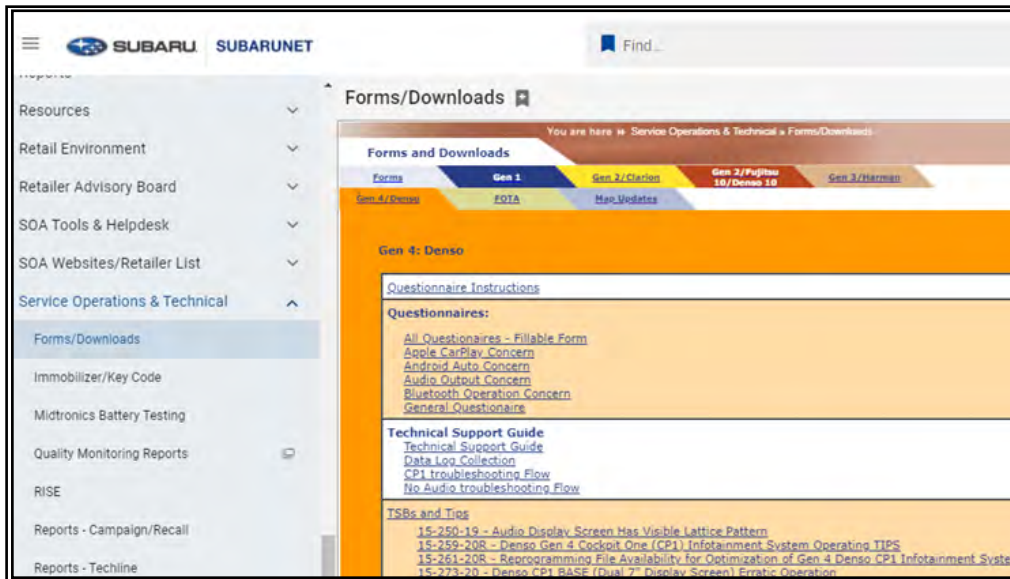 SUBARU SUBARUNET
Find...
Reports
Resources
Retail Environment
Retailer Advisory Board
SOA Tools & Helpdesk
SOA Websites/Retailer List
Service Operations & Technical
Forms/Downloads
Immobilizer/Key Code
Midtronics Battery Testing
Quality Monitoring Reports
RISE
Reports - Campaign/Recall
Reports - Techline
Forms/Downloads
You are here » Service Operations & Technical » Forms/Downloads
Forms and Downloads
Forms
Gen 1
Gen 2/Clarion
Gen 2/Fujitsu
10/Denso 10
Gen 3/Harman
Gen 4/Denso
FOTA
Map Updates
Gen 4: Denso
Questionnaire Instructions
Questionnaires:
All Questionaires - Fillable Form
Apple CarPlay Concern
Android Auto Concern
Audio Output Concern
Bluetooth Operation Concern
General Questionaire
Technical Support Guide
Technical Support Guide
Data Log Collection
CP1 troubleshooting Flow
No Audio troubleshooting Flow
TSBs and Tips
15-250-19 - Audio Display Screen Has Visible Lattice Pattern
15-259-20R - Denso Gen 4 Cockpit One (CP1) Infotainment System Operating TIPS
15-261-20R - Reprogramming File Availability for Optimization of Gen 4 Denso CP1 Infotainment Syste
15-273-20 - Denso CP1 BASE (Dual 7" Display Screen) Erratic Operation